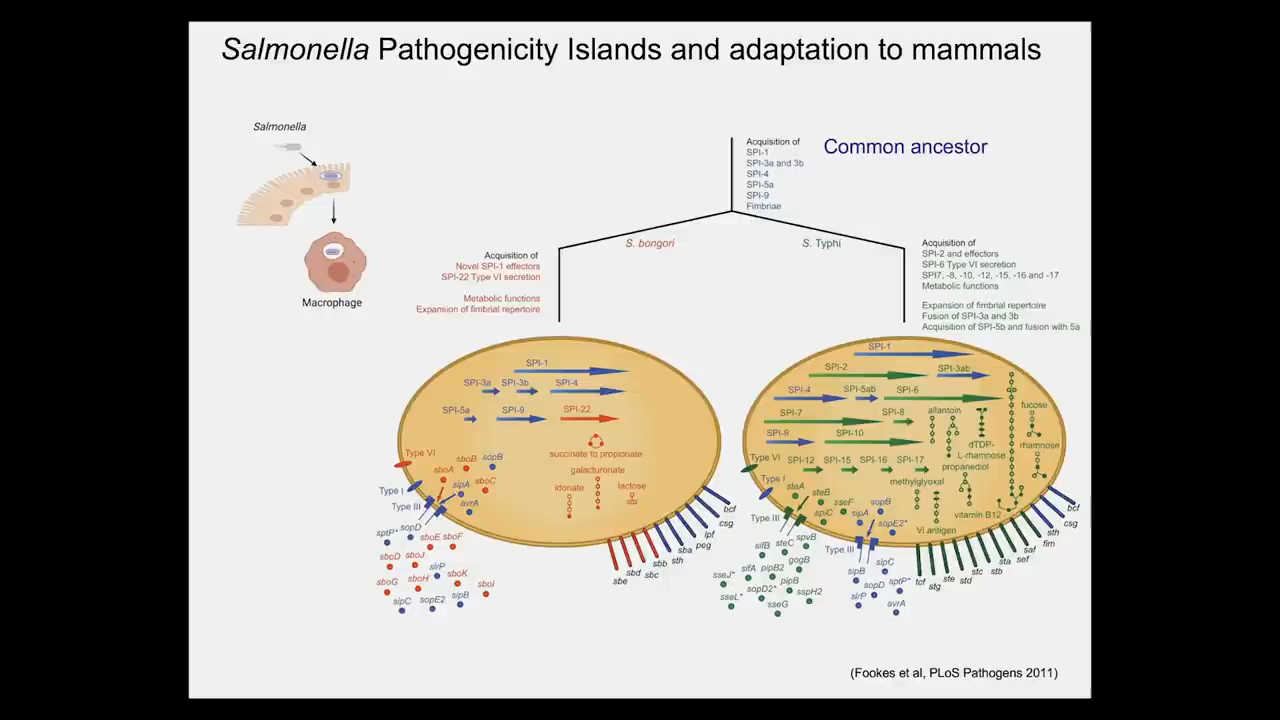 Salmonella Pathogenicity Islands and adaptation to mammals
Salmonella
Macrophage
Acquisition of
SPI-1
SPI-3a and 3b
SPI-4
SPI-5a
SPI-9
Fimbriae
Common ancestor
S. bongori
S. Typhi
Acquisition of
Novel SPI-1 effectors
SPI-22 Type VI secretion
Metabolic functions
Expansion of fimbrial repertoire
Acquisition of
SPI-2 and effectors
SPI-6 Type VI secretion
SPI7, -8, -10, -12, -15, -16 and -17
Metabolic functions
Expansion of fimbrial repertoire
Fusion of SPI-3a and 3b
Acquisition of SPI-5b and fusion with 5a
SPI-1
SPI-3a SPI-3b SPI-4
SPI-5a SPI-9 SPI-22
succinate to propionate
galacturonate
idonate lactose
Type VI
Type I
Type III
sboB sopB
sboA
sipA sboC
avrA
sptP* sopD
sboE sboF
sboD sboJ
slrP
sboG sboH sboK sboI
sipC sopE2 sipB
sbe
sbd
sbc
sbb
sth
sba
peg
lpf
csg
bcf
SPI-1
SPI-2 SPI-3ab
SPI-4 SPI-5ab SPI-6
SPI-7 SPI-8
SPI-9 SPI-10
SPI-12 SPI-15 SPI-16 SPI-17
allantoin
fucose
dTDP-
L-rhamnose
rhamnose
propanediol
methylglyoxal
vitamin B12
Vi antigen
Type VI
Type I
Type III
Type III
steA
steB
sseF
spiC
sopB
sipA
sopE2*
sifB steC spvB
gogB
sseJ* sifA pipB2
pipB
sseL* sopD2* sspH2
sseG
sipC
sipB
sopD sptP*
slrP
avrA
tcf
stg
ste
std
stc
stb
sta
sef
saf
fim
sth
csg
bcf
(Fookes et al, PLoS Pathogens 2011)